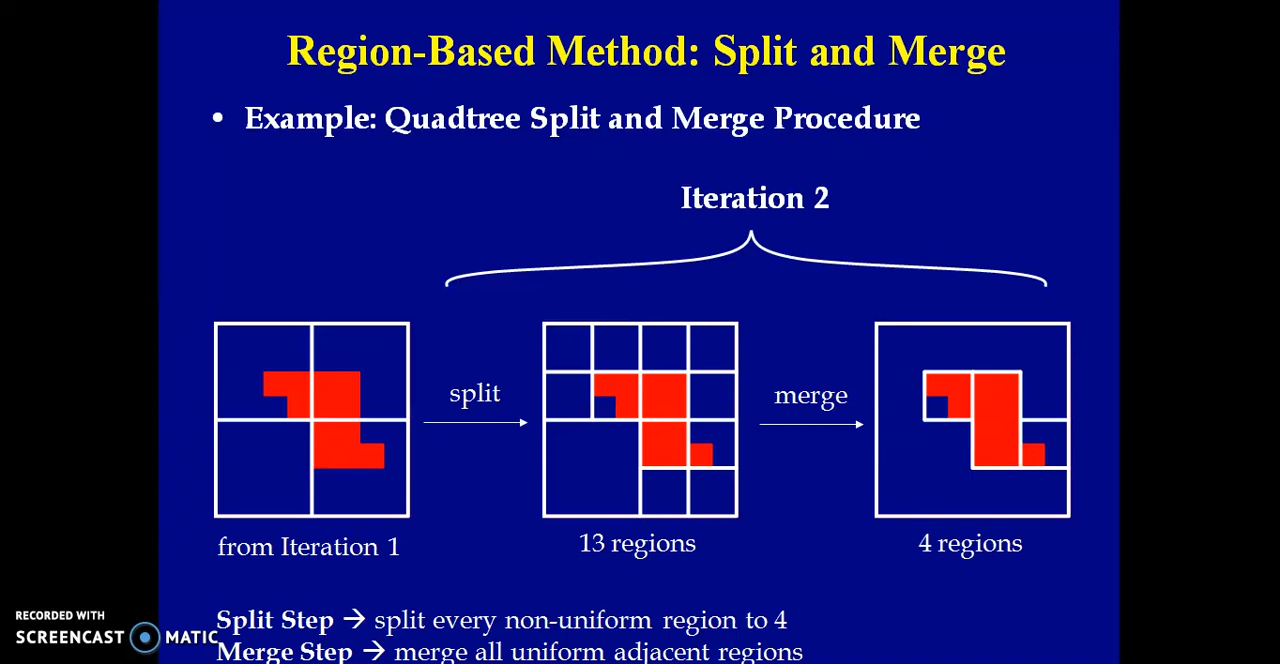 Region-Based Method: Split and Merge
• Example: Quadtree Split and Merge Procedure
Iteration 2
split
merge
from Iteration 1
13 regions
4 regions
Split Step → split every non-uniform region to 4
Merge Step → merge all uniform adjacent regions
RECORDED WITH
SCREENCAST MATIC